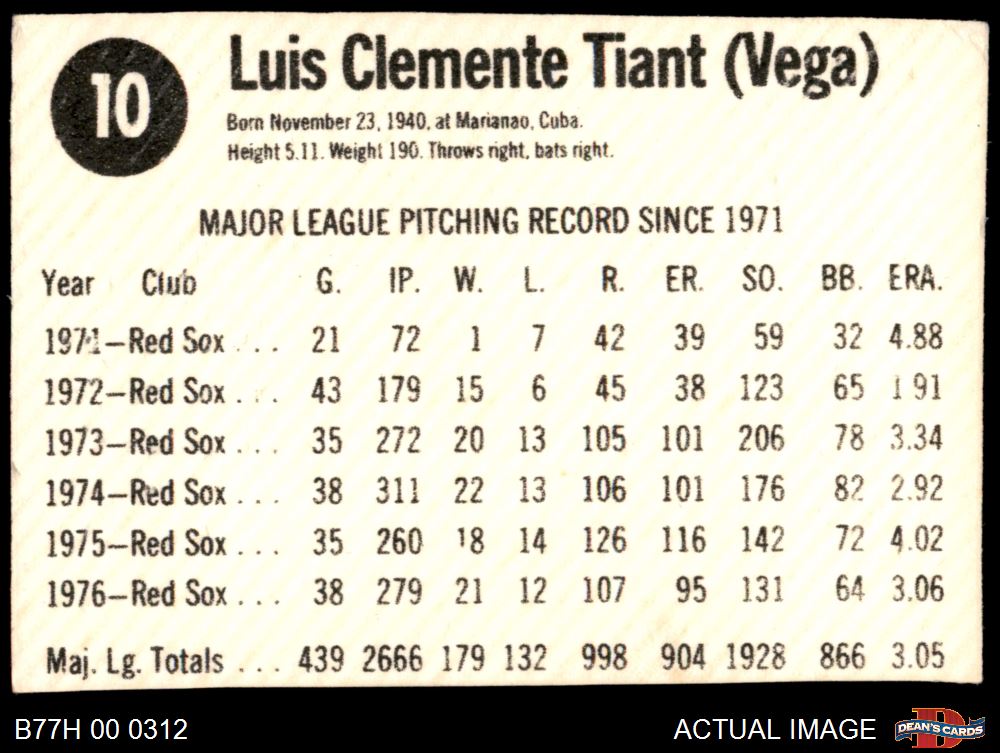 10
Luis Clemente Tiant (Vega)
Born November 23, 1940, at Marianao, Cuba.
Height 5.11. Weight 190. Throws right, bats right.
MAJOR LEAGUE PITCHING RECORD SINCE 1971
Year Club G. IP. W. L. R. ER. SO. BB. ERA.
1971—Red Sox . . . 21 72 1 7 42 39 59 32 4.88
1972—Red Sox . . . 43 179 15 6 45 38 123 65 1 91
1973—Red Sox . . . 35 272 20 13 105 101 206 78 3.34
1974—Red Sox . . . 38 311 22 13 106 101 176 82 2.92
1975—Red Sox . . . 35 260 18 14 126 116 142 72 4.02
1976—Red Sox . . . 38 279 21 12 107 95 131 64 3.06
Maj. Lg. Totals . . . 439 2666 179 132 998 904 1928 866 3.05
B77H 00 0312 ACTUAL IMAGE DEAN'S CARDS